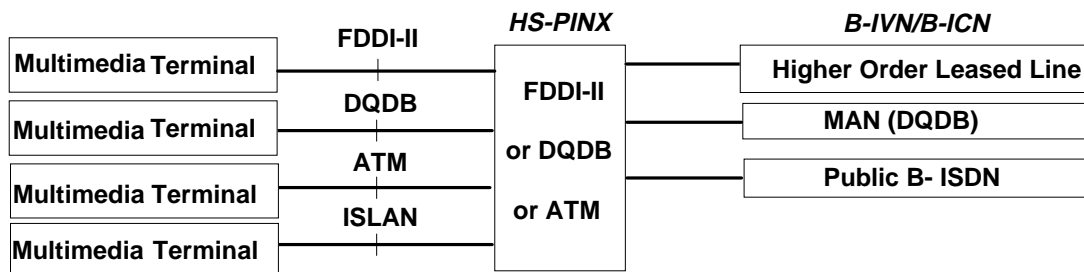 HS-PINX
B-IVN/B-ICN
FDDI-II
Multimedia Terminal
Higher Order Leased Line
FDDI-II
DQDB
Multimedia Terminal
MAN (DQDB)
or DQDB
ATM
Multimedia Terminal
Public B- ISDN
or ATM
ISLAN
Multimedia Terminal